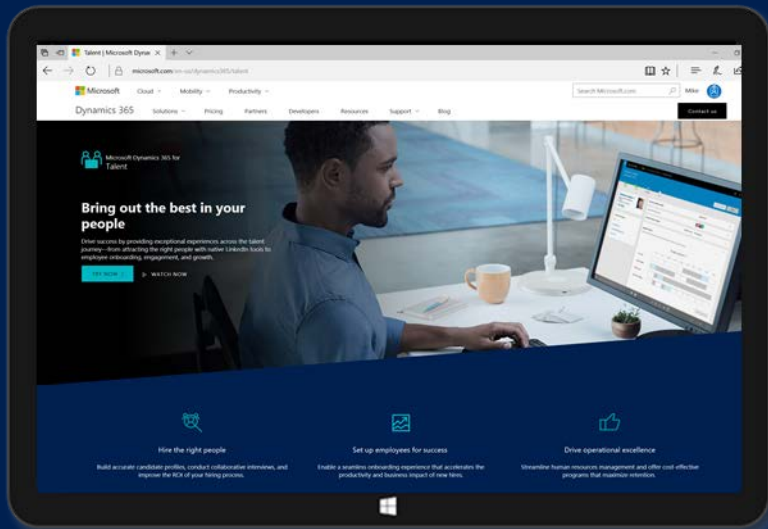 Talent | Microsoft Dynar
microsoft.com/en-us/dynamics365/talent
Microsoft Cloud Mobility Productivity Search Microsoft.com Mike
Dynamics 365 Solutions Pricing Partners Developers Resources Support Blog Contact us
Microsoft Dynamics 365 for
Talent
Bring out the best in your
people
Drive success by providing exceptional experiences across the talent
journey—from attracting the right people with native LinkedIn tools to
employee onboarding, engagement, and growth.
TRY NOW WATCH NOW
Hire the right people
Build accurate candidate profiles, conduct collaborative interviews, and
improve the ROI of your hiring process.
Set up employees for success
Enable a seamless onboarding experience that accelerates the
productivity and business impact of new hires.
Drive operational excellence
Streamline human resources management and offer cost-effective
programs that maximize retention.